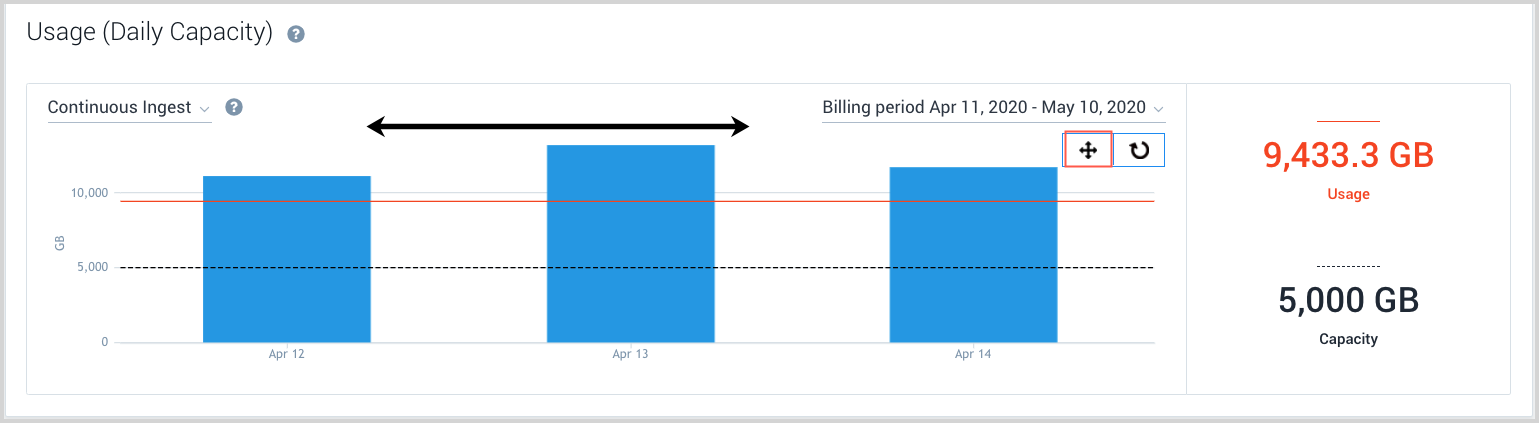 Usage (Daily Capacity) ?
Continuous Ingest ?
Billing period Apr 11, 2020 - May 10, 2020
10,000
5,000
0
GB
Apr 12
Apr 13
Apr 14
9,433.3 GB
Usage
5,000 GB
Capacity